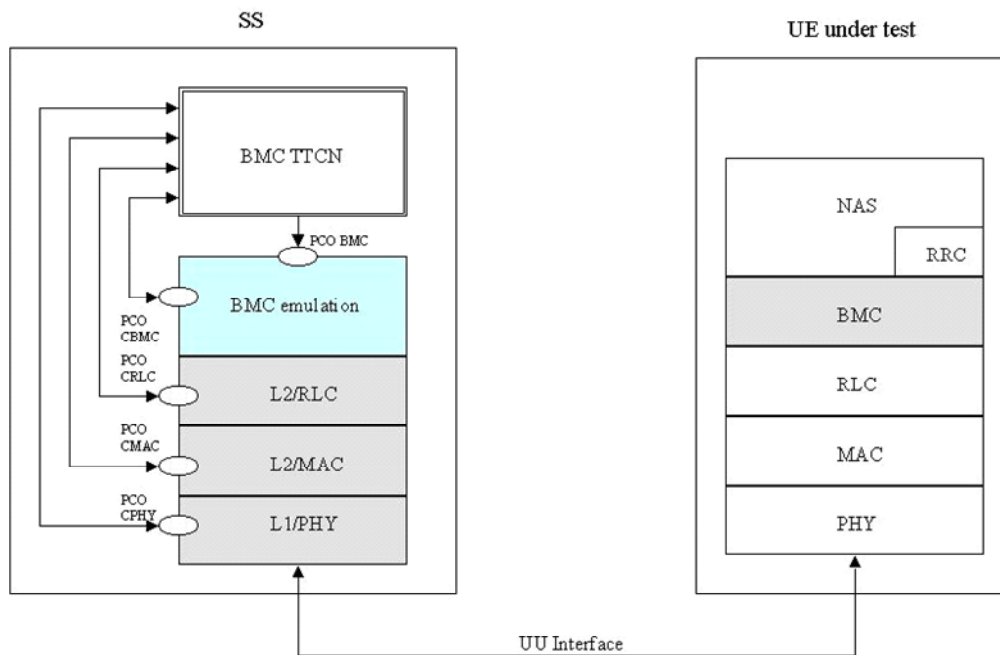 SS
UE under test
BMC TTCN
PCO BMC
BMC emulation
PCO
CBMC
PCO
CRLC
L2/RLC
PCO
CMAC
L2/MAC
PCO
CPHY
L1/PHY
NAS
RRC
BMC
RLC
MAC
PHY
UU Interface